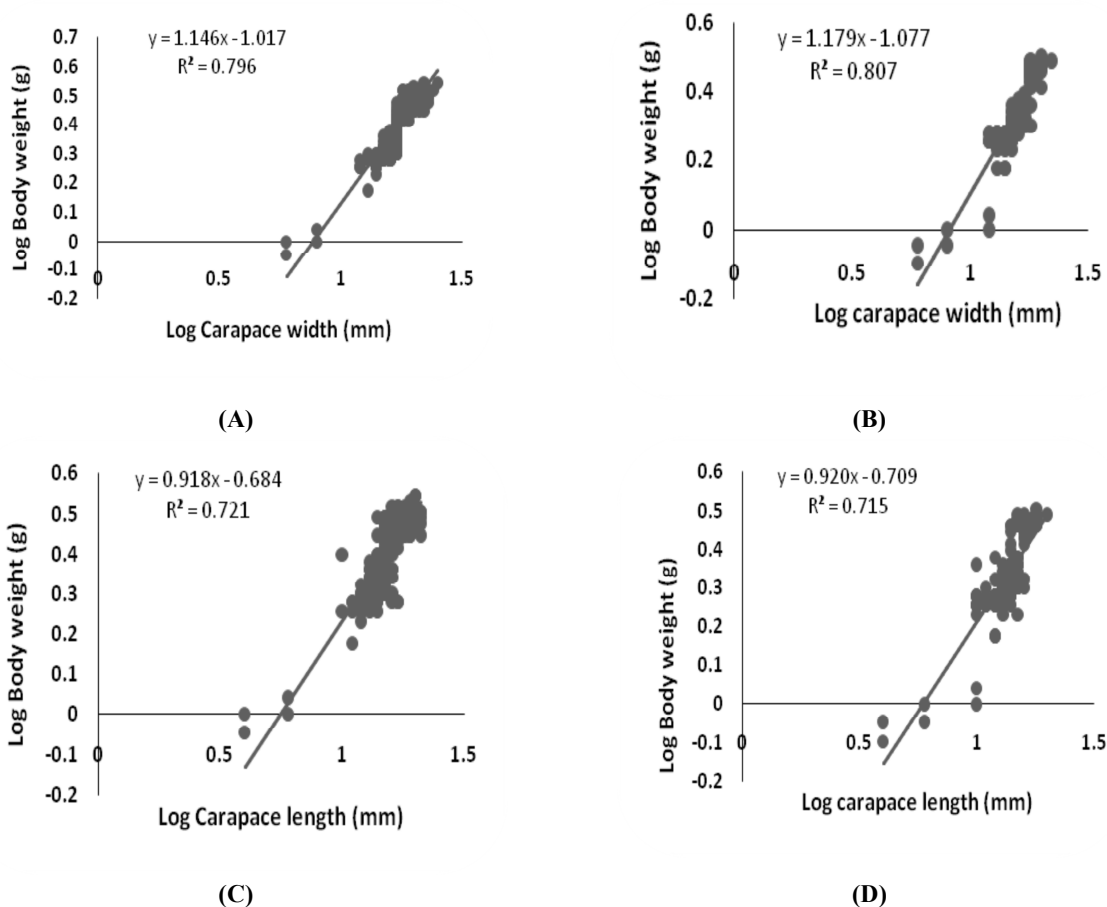 y = 1.146x - 1.017
R² = 0.796
Log Body weight (g)
0.7
0.6
0.5
0.4
0.3
0.2
0.1
0
-0.1
-0.2
0
0.5
1
1.5
Log Carapace width (mm)
(A)
y = 1.179x - 1.077
R² = 0.807
Log Body weight (g)
0.6
0.4
0.2
0
-0.2
0
0.5
1
1.5
Log carapace width (mm)
(B)
y = 0.918x - 0.684
R² = 0.721
Log Body weight (g)
0.6
0.5
0.4
0.3
0.2
0.1
0
-0.1
-0.2
0
0.5
1
1.5
Log Carapace length (mm)
(C)
y = 0.920x - 0.709
R² = 0.715
Log Body weight (g)
0.6
0.5
0.4
0.3
0.2
0.1
0
-0.1
-0.2
0
0.5
1
1.5
Log carapace length (mm)
(D)